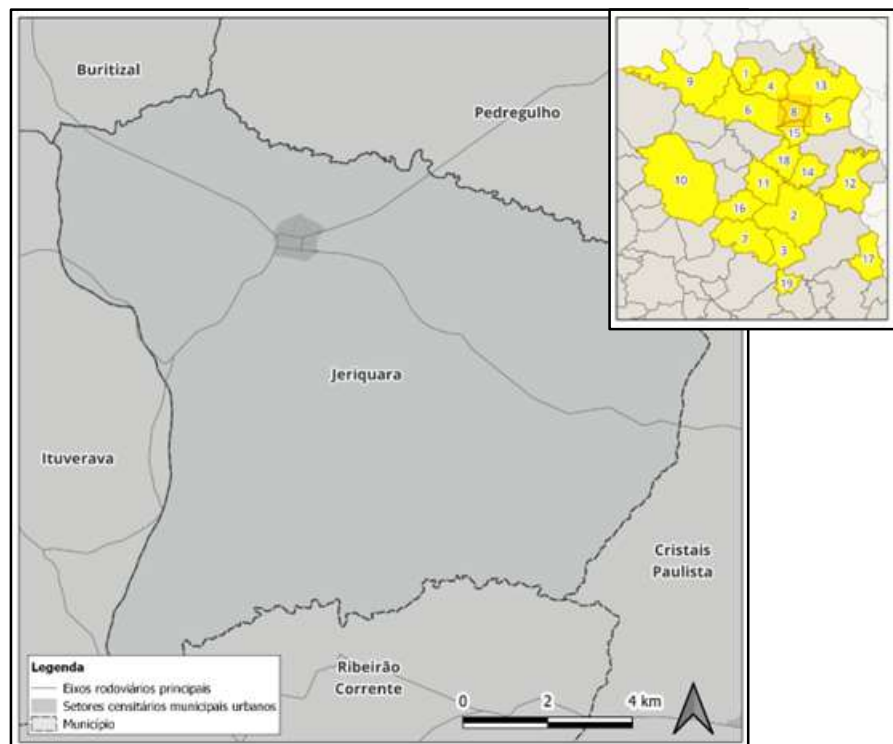 Buritizal
Pedregulho
Jeriquara
Ituverava
Cristais
Paulista
Ribeirão
Corrente
Legenda
Eixos rodoviários principais
Setores censitários municipais urbanos
Município
0 2 4 km
1
9
4
13
6
8
5
15
18
10
11
14
12
16
2
7
3
17
19